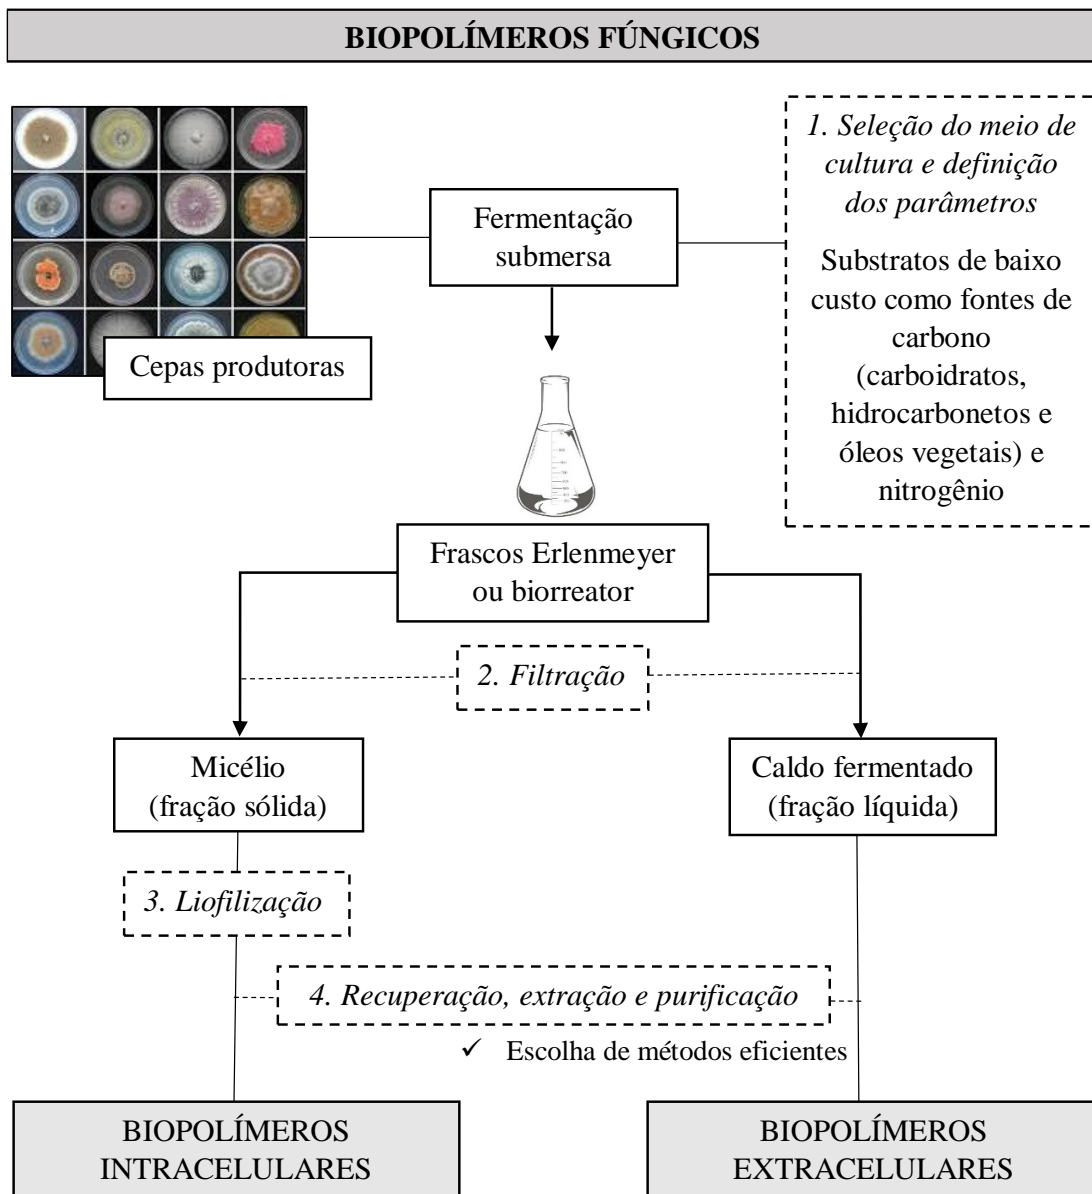 BIOPOLÍMEROS FÚNGICOS
1. Seleção do meio de
cultura e definição
dos parâmetros
Substratos de baixo
custo como fontes de
carbono
(carboidratos,
hidrocarbonetos e
óleos vegetais) e
nitrogênio
Fermentação
submersa
Cepas produtoras
Frascos Erlenmeyer
ou biorreator
2. Filtração
Micélio
(fração sólida)
Caldo fermentado
(fração líquida)
3. Liofilização
4. Recuperação, extração e purificação
✓ Escolha de métodos eficientes
BIOPOLÍMEROS
INTRACELULARES
BIOPOLÍMEROS
EXTRACELULARES